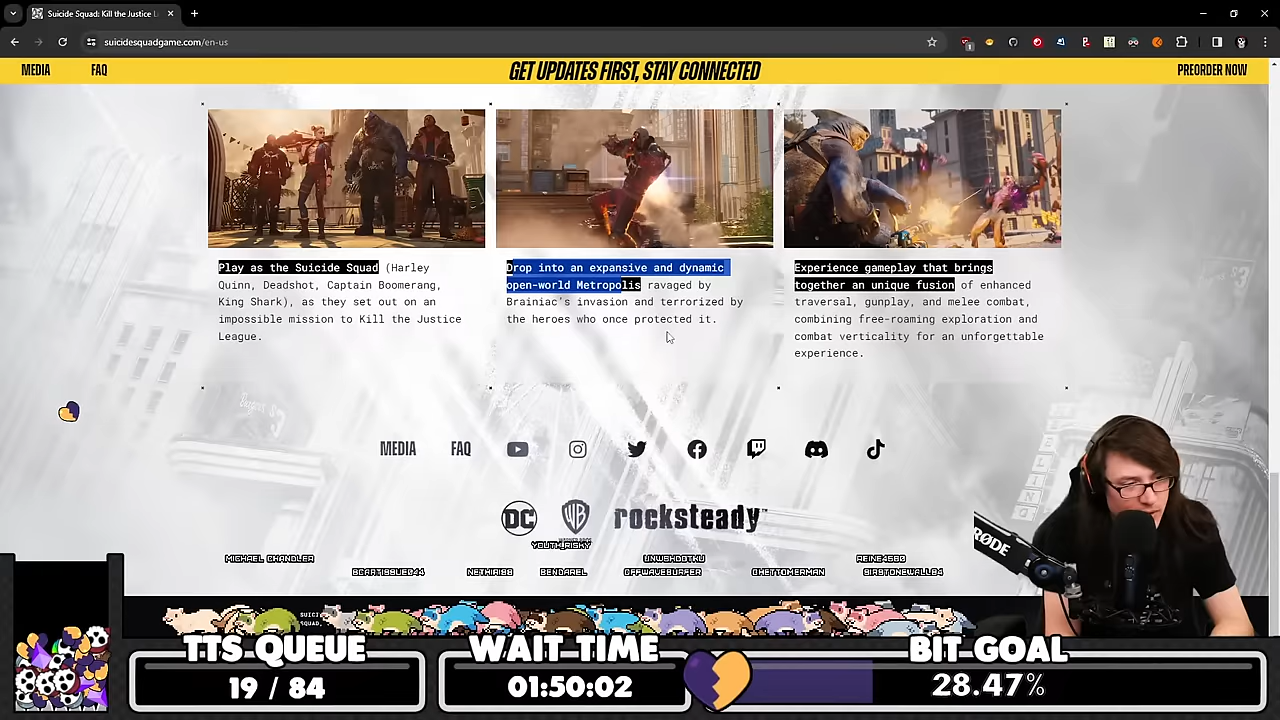 Suicide Squad: Kill the Justice L
suicidesquadgame.com/en-us
MEDIA
FAQ
GET UPDATES FIRST, STAY CONNECTED
PREORDER NOW
Play as the Suicide Squad (Harley
Quinn, Deadshot, Captain Boomerang,
King Shark), as they set out on an
impossible mission to Kill the Justice
League.
Drop into an expansive and dynamic
open-world Metropolis ravaged by
Brainiac's invasion and terrorized by
the heroes who once protected it.
Experience gameplay that brings
together an unique fusion of enhanced
traversal, gunplay, and melee combat,
combining free-roaming exploration and
combat verticality for an unforgettable
experience.
MEDIA
FAQ
DC
WB
rocksteady
RØDE
MICHAEL CHANDLER
GHETTOMERMAN
TTS QUEUE
19 / 84
WAIT TIME
01:50:02
BIT GOAL
28.47%